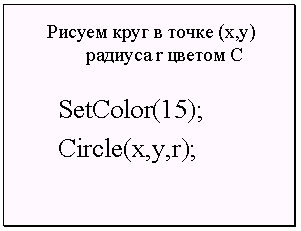 Рисуем круг в точке (x,y)
радиуса r цветом C
SetColor(15);
Circle(x,y,r);